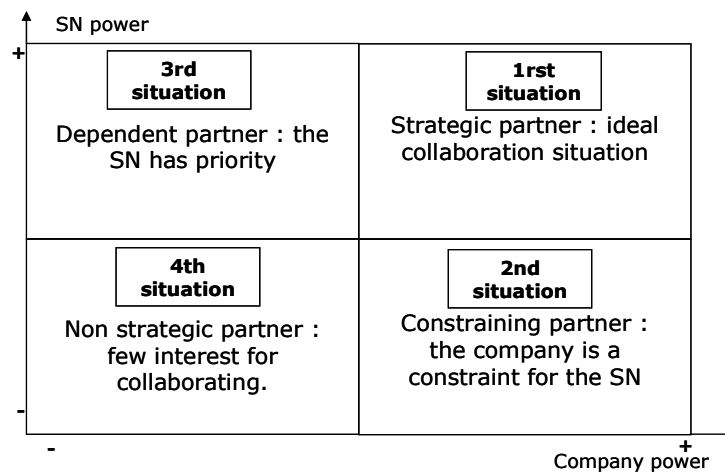 SN power
+
3rd
situation
Dependent partner : the
SN has priority
1rst
situation
Strategic partner : ideal
collaboration situation
4th
situation
Non strategic partner :
few interest for
collaborating.
2nd
situation
Constraining partner :
the company is a
constraint for the SN
-
-
+
Company power